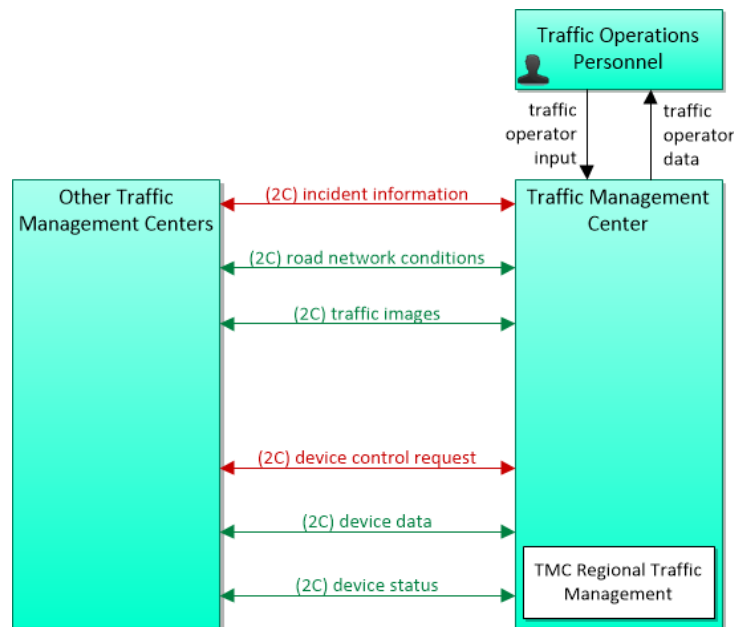 Traffic Operations
Personnel
traffic
operator
input
traffic
operator
data
Other Traffic
Management Centers
Traffic Management
Center
(2C) incident information
(2C) road network conditions
(2C) traffic images
(2C) device control request
(2C) device data
(2C) device status
TMC Regional Traffic
Management